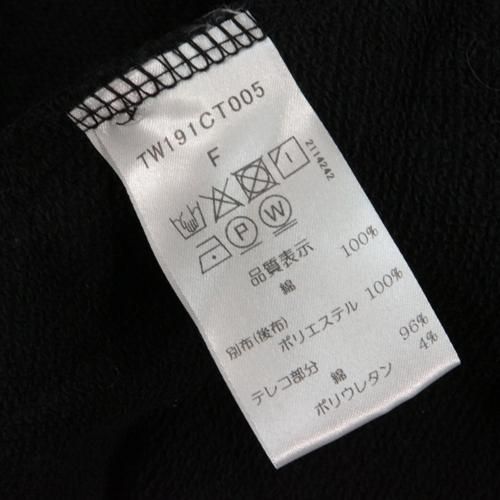 TW191CT005
F
2114242
P W
品質表示
綿 100%
別布(後布)
ポリエステル 100%
テレコ部分
綿 96%
ポリウレタン 4%